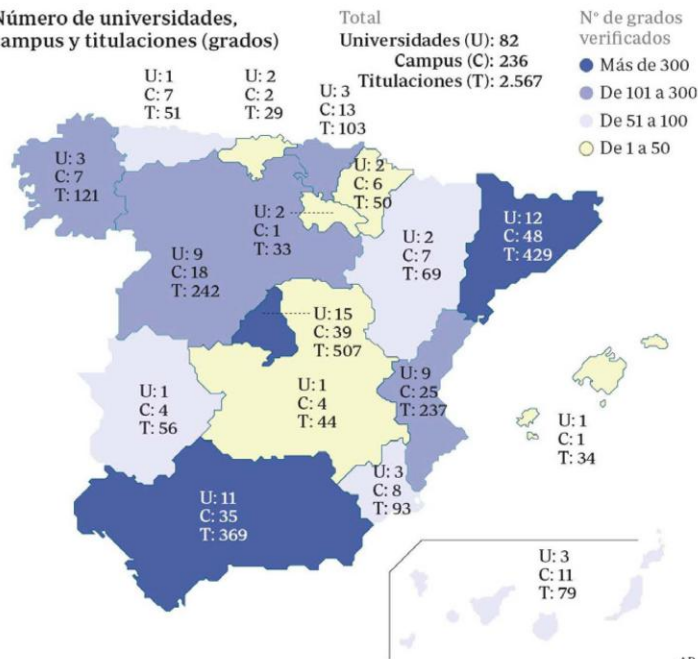 Número de universidades,
campus y titulaciones (grados)
Total
Universidades (U): 82
Campus (C): 236
Titulaciones (T): 2.567
Nº de grados
verificados
Más de 300
De 101 a 300
De 51 a 100
De 1 a 50
U: 1
C: 7
T: 51
U: 2
C: 2
T: 29
U: 3
C: 13
T: 103
U: 3
C: 7
T: 121
U: 2
C: 6
T: 50
U: 2
C: 1
T: 33
U: 9
C: 18
T: 242
U: 2
C: 7
T: 69
U: 12
C: 48
T: 429
U: 15
C: 39
T: 507
U: 1
C: 4
T: 56
U: 1
C: 4
T: 44
U: 9
C: 25
T: 237
U: 1
C: 1
T: 34
U: 3
C: 8
T: 93
U: 11
C: 35
T: 369
U: 3
C: 11
T: 79